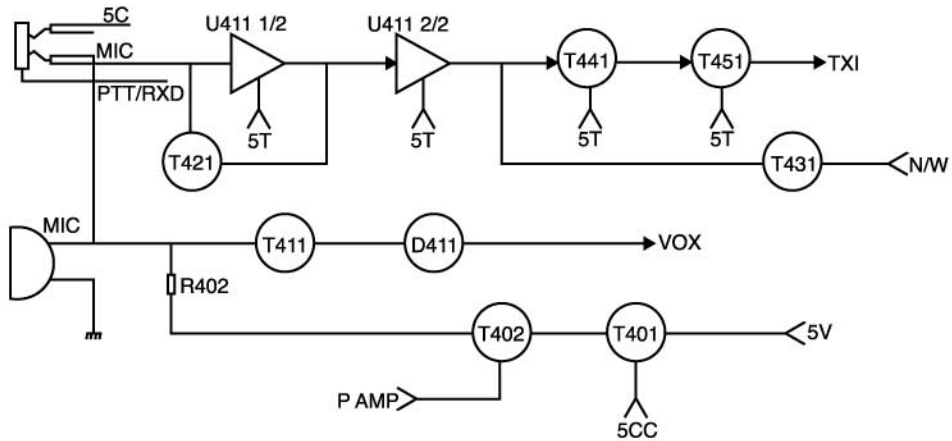 5C
U411 1/2
U411 2/2
MIC
T441
T451
TXI
PTT/RXD
5T
5T
5T
5T
T421
T431
N/W
MIC
T411
D411
VOX
R402
T402
T401
5V
P AMP
5CC